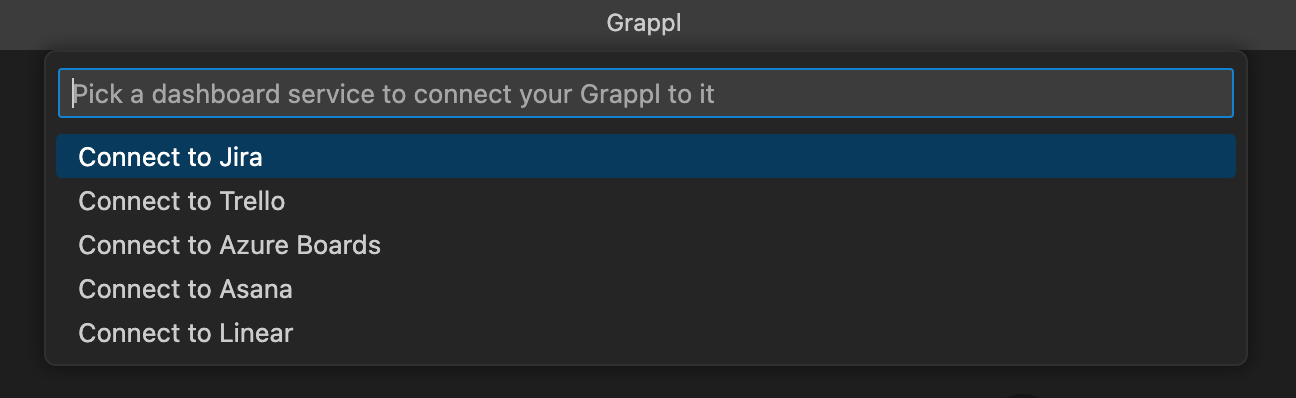 Grappl
Pick a dashboard service to connect your Grappl to it
Connect to Jira
Connect to Trello
Connect to Azure Boards
Connect to Asana
Connect to Linear